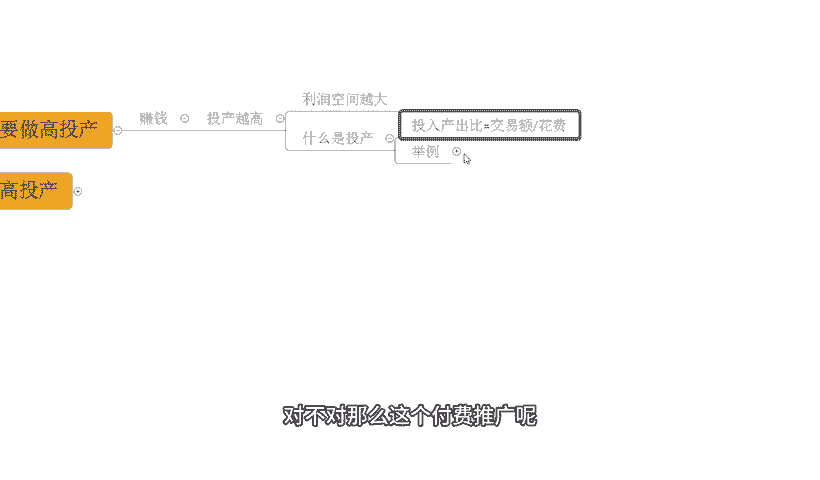 要做高投产
赚钱
投产越高
利润空间越大
什么是投产
投入产出比=交易额/花费
举例
高投产
对不对那么这个付费推广呢